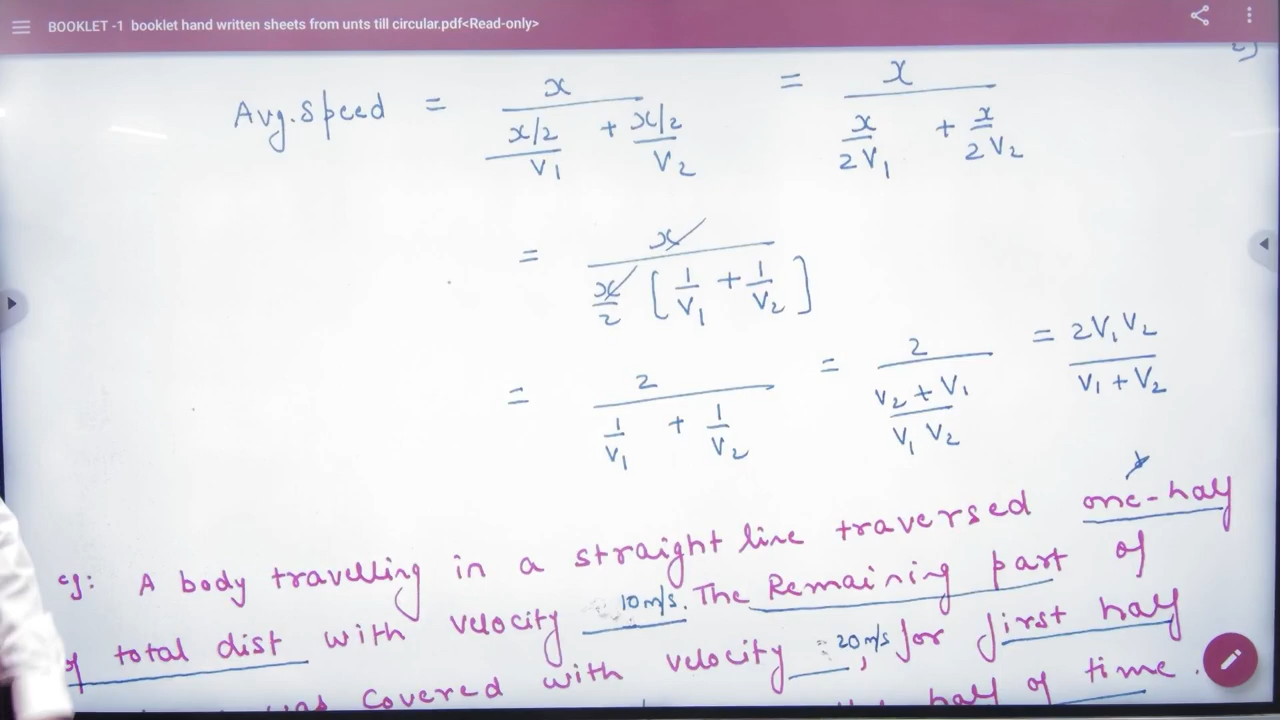 BOOKLET -1 booklet hand written sheets from unts till circular.pdf<Read-only>
Avg.Speed = x / (x/2 / V1 + x/2 / V2) = x / (x / 2V1 + x / 2V2)
= x / (x/2 [1/V1 + 1/V2])
= 2 / (1/V1 + 1/V2) = 2 / ((V2 + V1) / V1 V2) = 2V1V2 / (V1 + V2)
eg: A body travelling in a straight line traversed one-half
of total dist with velocity 10m/s. The Remaining part of
was covered with velocity 20m/s, for first half
half of time.